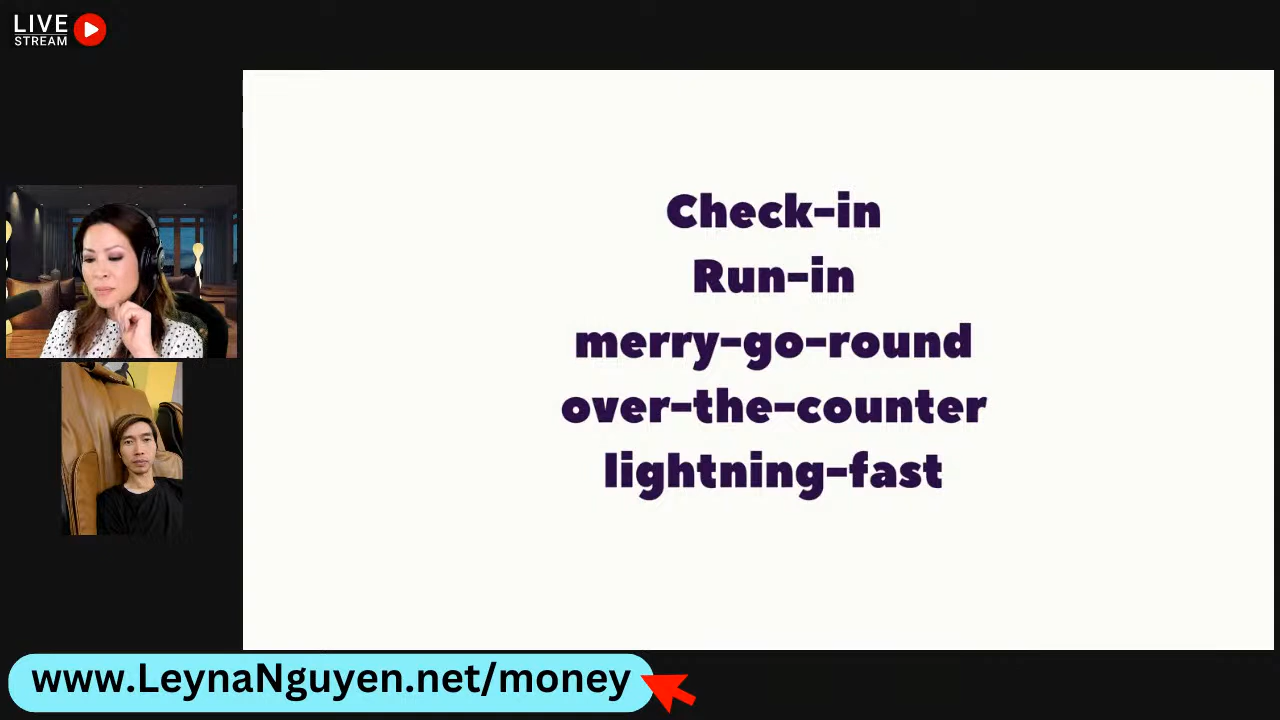 LIVE
STREAM
Check-in
Run-in
merry-go-round
over-the-counter
lightning-fast
www.LeynaNguyen.net/money